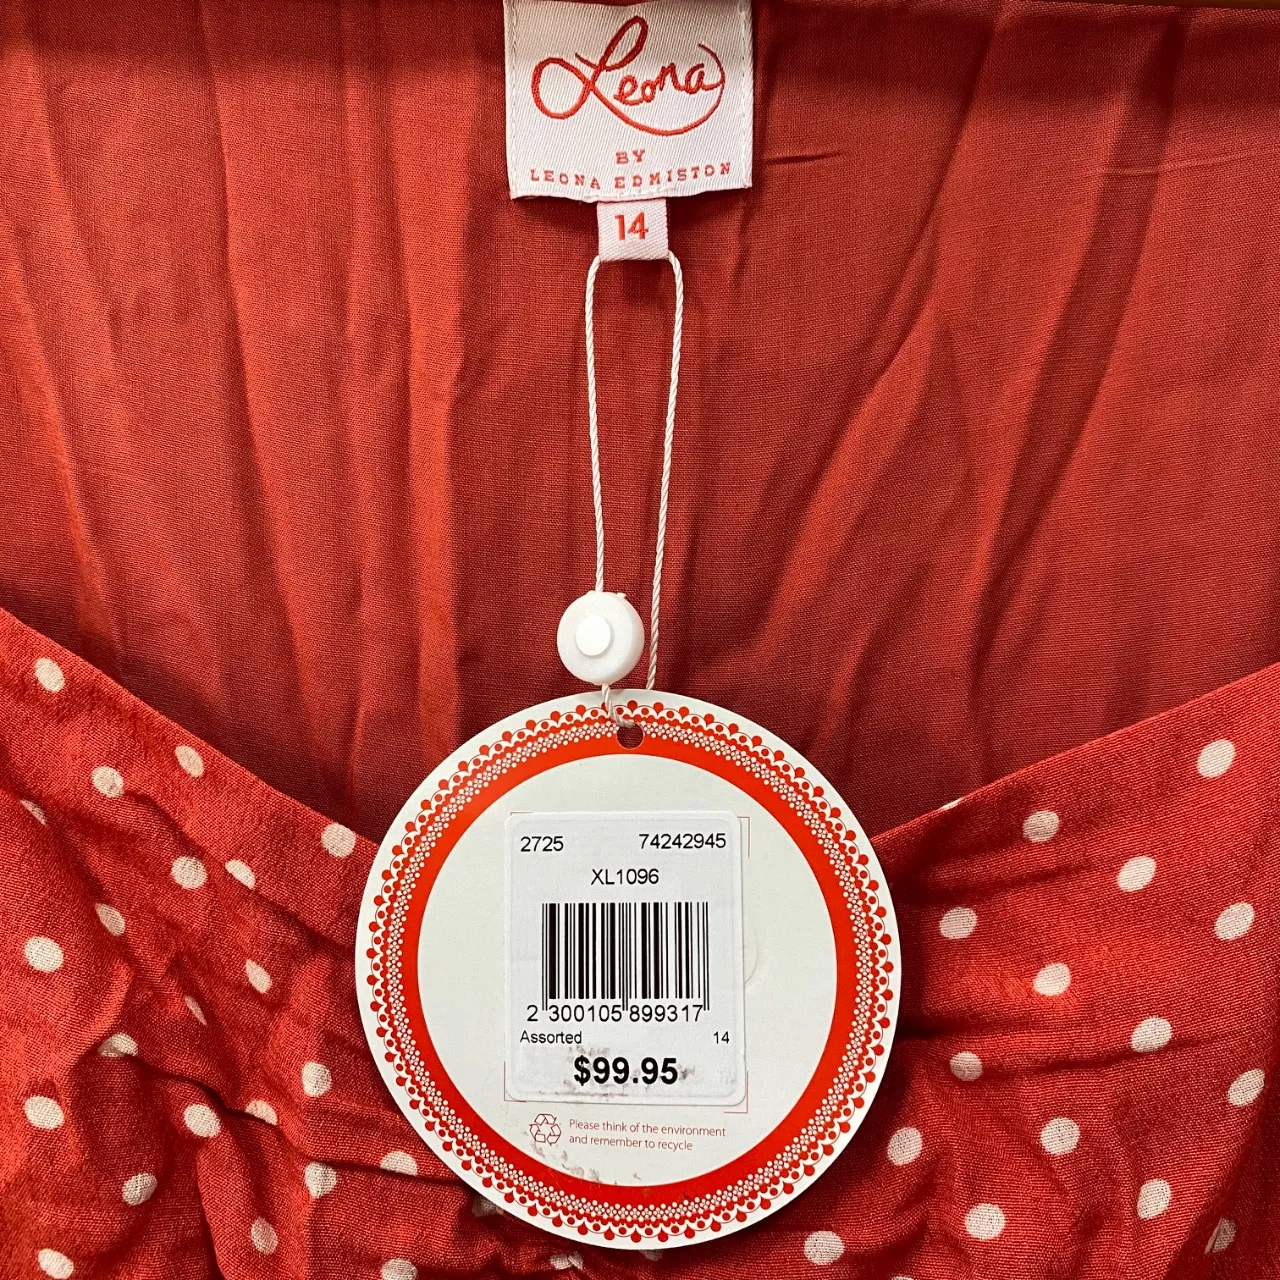 Leona
BY
LEONA EDMISTON
14
2725 74242945
XL1096
2 300105 899317
Assorted 14
$99.95
Please think of the environment
and remember to recycle